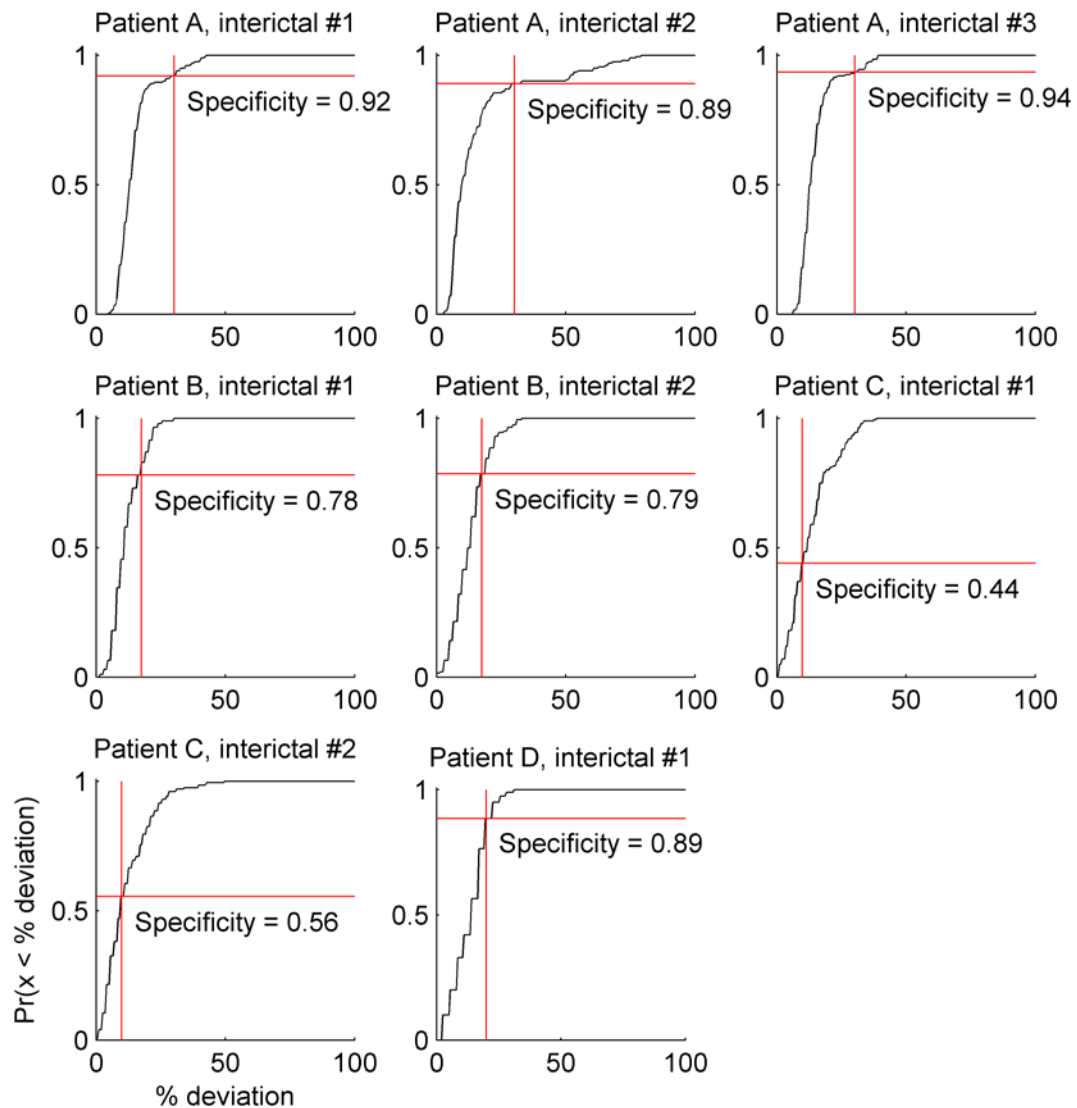 Patient A, interictal #1
Patient A, interictal #2
Patient A, interictal #3
1
Specificity = 0.92
0.5
0
0 50 100
1
Specificity = 0.89
0.5
0
0 50 100
1
Specificity = 0.94
0.5
0
0 50 100
Patient B, interictal #1
Patient B, interictal #2
Patient C, interictal #1
1
Specificity = 0.78
0.5
0
0 50 100
1
Specificity = 0.79
0.5
0
0 50 100
1
0.5
Specificity = 0.44
0
0 50 100
Patient C, interictal #2
Patient D, interictal #1
Pr(x < % deviation)
1
0.5
Specificity = 0.56
0
0 50 100
% deviation
1
Specificity = 0.89
0.5
0
0 50 100